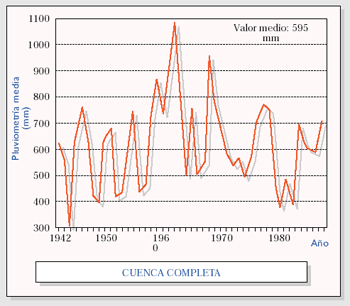 Valor medio: 595
mm
Pluviometría media
(mm)
1100
1000
900
800
700
600
500
400
300
1942 1950 196 1970 1980
0
Año
CUENCA COMPLETA